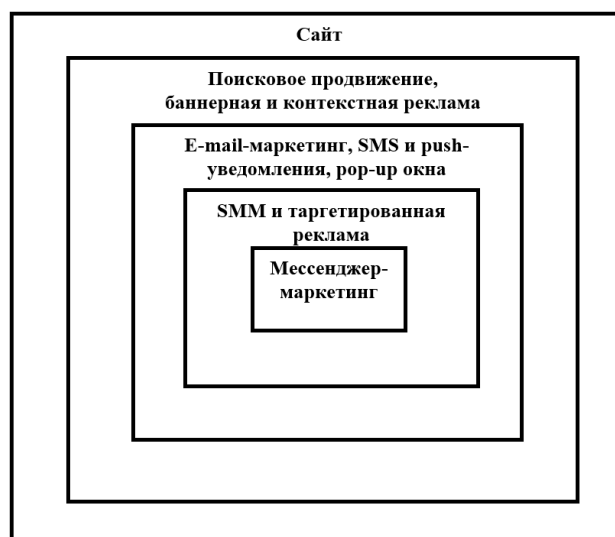 Сайт
Поисковое продвижение,
баннерная и контекстная реклама
E-mail-маркетинг, SMS и push-
уведомления, pop-up окна
SMM и таргетированная
реклама
Мессенджер-
маркетинг